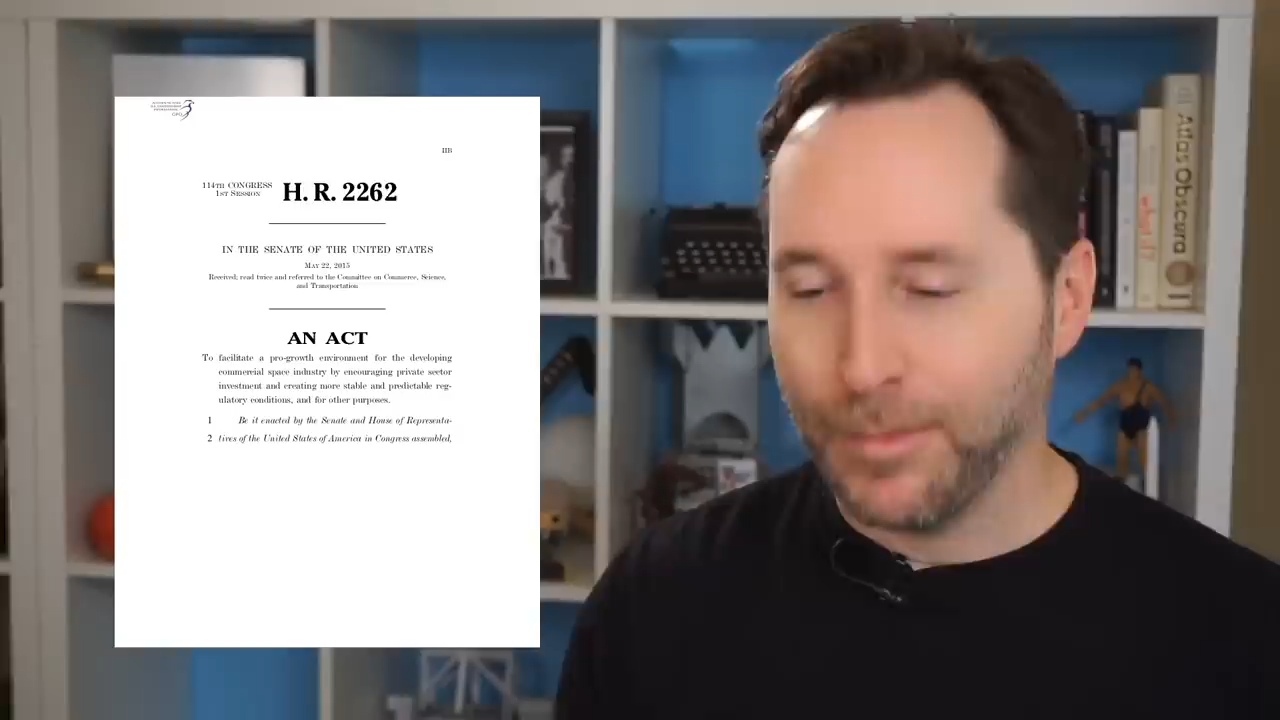 IIB
114TH CONGRESS
1ST SESSION
H. R. 2262
IN THE SENATE OF THE UNITED STATES
MAY 22, 2015
Received; read twice and referred to the Committee on Commerce, Science,
and Transportation
AN ACT
To facilitate a pro-growth environment for the developing
commercial space industry by encouraging private sector
investment and creating more stable and predictable reg-
ulatory conditions, and for other purposes.
1 Be it enacted by the Senate and House of Representa-
2 tives of the United States of America in Congress assembled,
Atlas Obscura
what if?
GPO